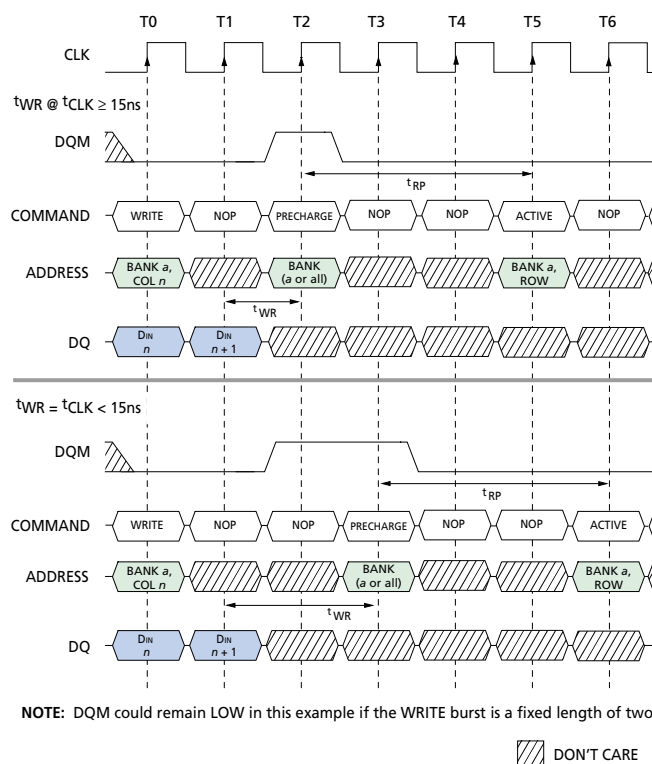 T0 T1 T2 T3 T4 T5 T6
CLK
tWR @ tCLK ≥ 15ns
DQM
tRP
COMMAND WRITE NOP PRECHARGE NOP NOP ACTIVE NOP
ADDRESS BANK a, COL n BANK (a or all) BANK a, ROW
tWR
DQ DIN n DIN n + 1
tWR = tCLK < 15ns
DQM
tRP
COMMAND WRITE NOP NOP PRECHARGE NOP NOP ACTIVE
ADDRESS BANK a, COL n BANK (a or all) BANK a, ROW
tWR
DQ DIN n DIN n + 1
NOTE: DQM could remain LOW in this example if the WRITE burst is a fixed length of two
DON'T CARE